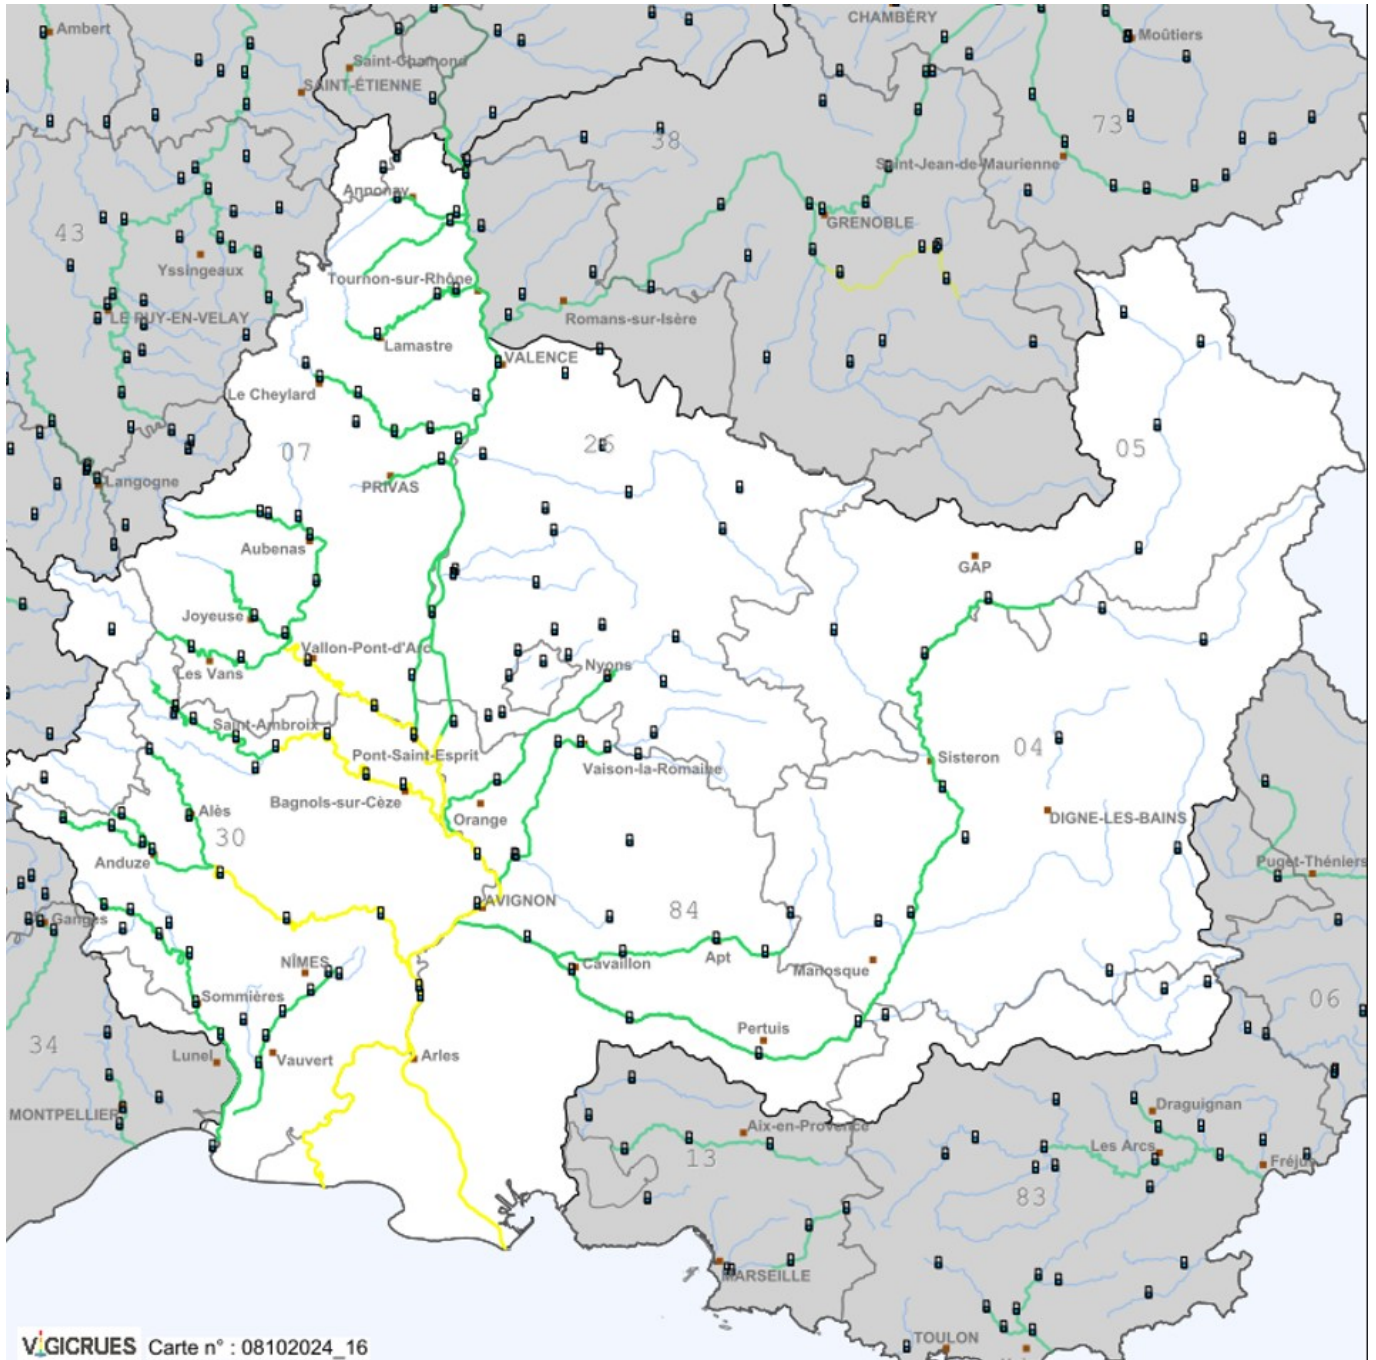 CHAMBÉRY
Ambert
Moûtiers
Saint-Chamond
SAINT-ÉTIENNE
73
38
Saint-Jean-de-Maurienne
Annonay
GRENOBLE
43
Yssingeaux
Tournon-sur-Rhône
LE PUY-EN-VELAY
Romans-sur-Isère
Lamastre
VALENCE
Le Cheylard
07
26
05
Langogne
PRIVAS
Aubenas
GAP
Joyeuse
Vallon-Pont-d'Arc
Les Vans
Nyons
Saint-Ambroix
04
Pont-Saint-Esprit
Sisteron
Vaison-la-Romaine
Bagnols-sur-Cèze
Alès
Orange
DIGNE-LES-BAINS
30
Anduze
Puget-Théniers
AVIGNON
84
Ganges
Apt
NÎMES
Cavaillon
Manosque
Sommières
06
Pertuis
34
Lunel
Vauvert
Arles
MONTPELLIER
Draguignan
Aix-en-Provence
Les Arcs
13
Fréjus
83
MARSEILLE
TOULON
VIGICRUES Carte n° : 08102024_16